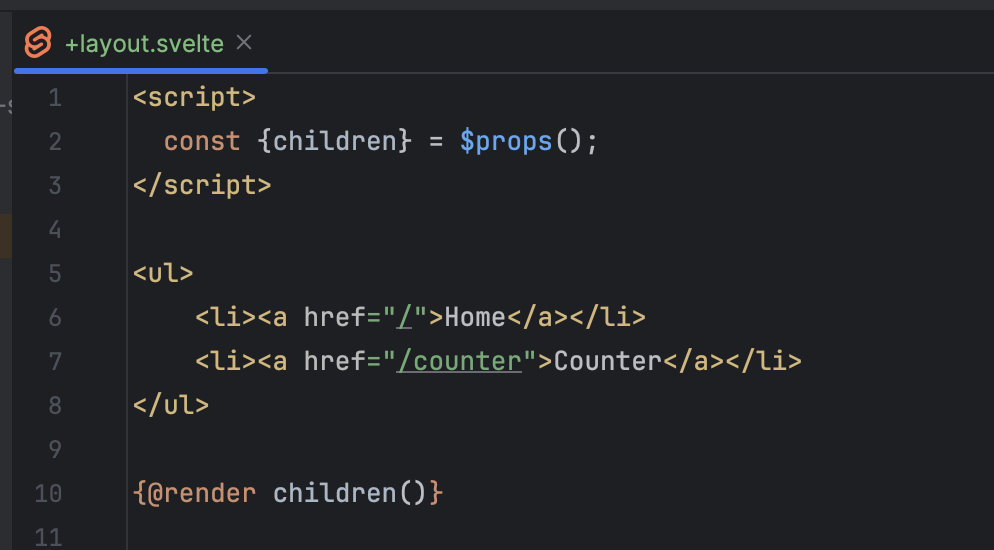 +layout.svelte
1 <script>
2   const {children} = $props();
3 </script>
4
5 <ul>
6     <li><a href="/">Home</a></li>
7     <li><a href="/counter">Counter</a></li>
8 </ul>
9
10 {@render children()}
11